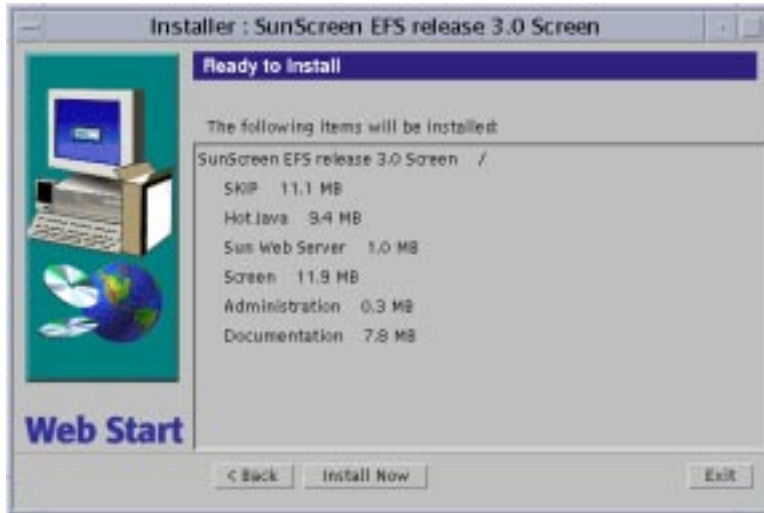 Installer : SunScreen EFS release 3.0 Screen
Ready to Install
The following items will be installed:
SunScreen EFS release 3.0 Screen /
SKIP 11.1 MB
Hot Java 9.4 MB
Sun Web Server 1.0 MB
Screen 11.9 MB
Administration 0.3 MB
Documentation 7.8 MB
Web Start
< Back Install Now Exit